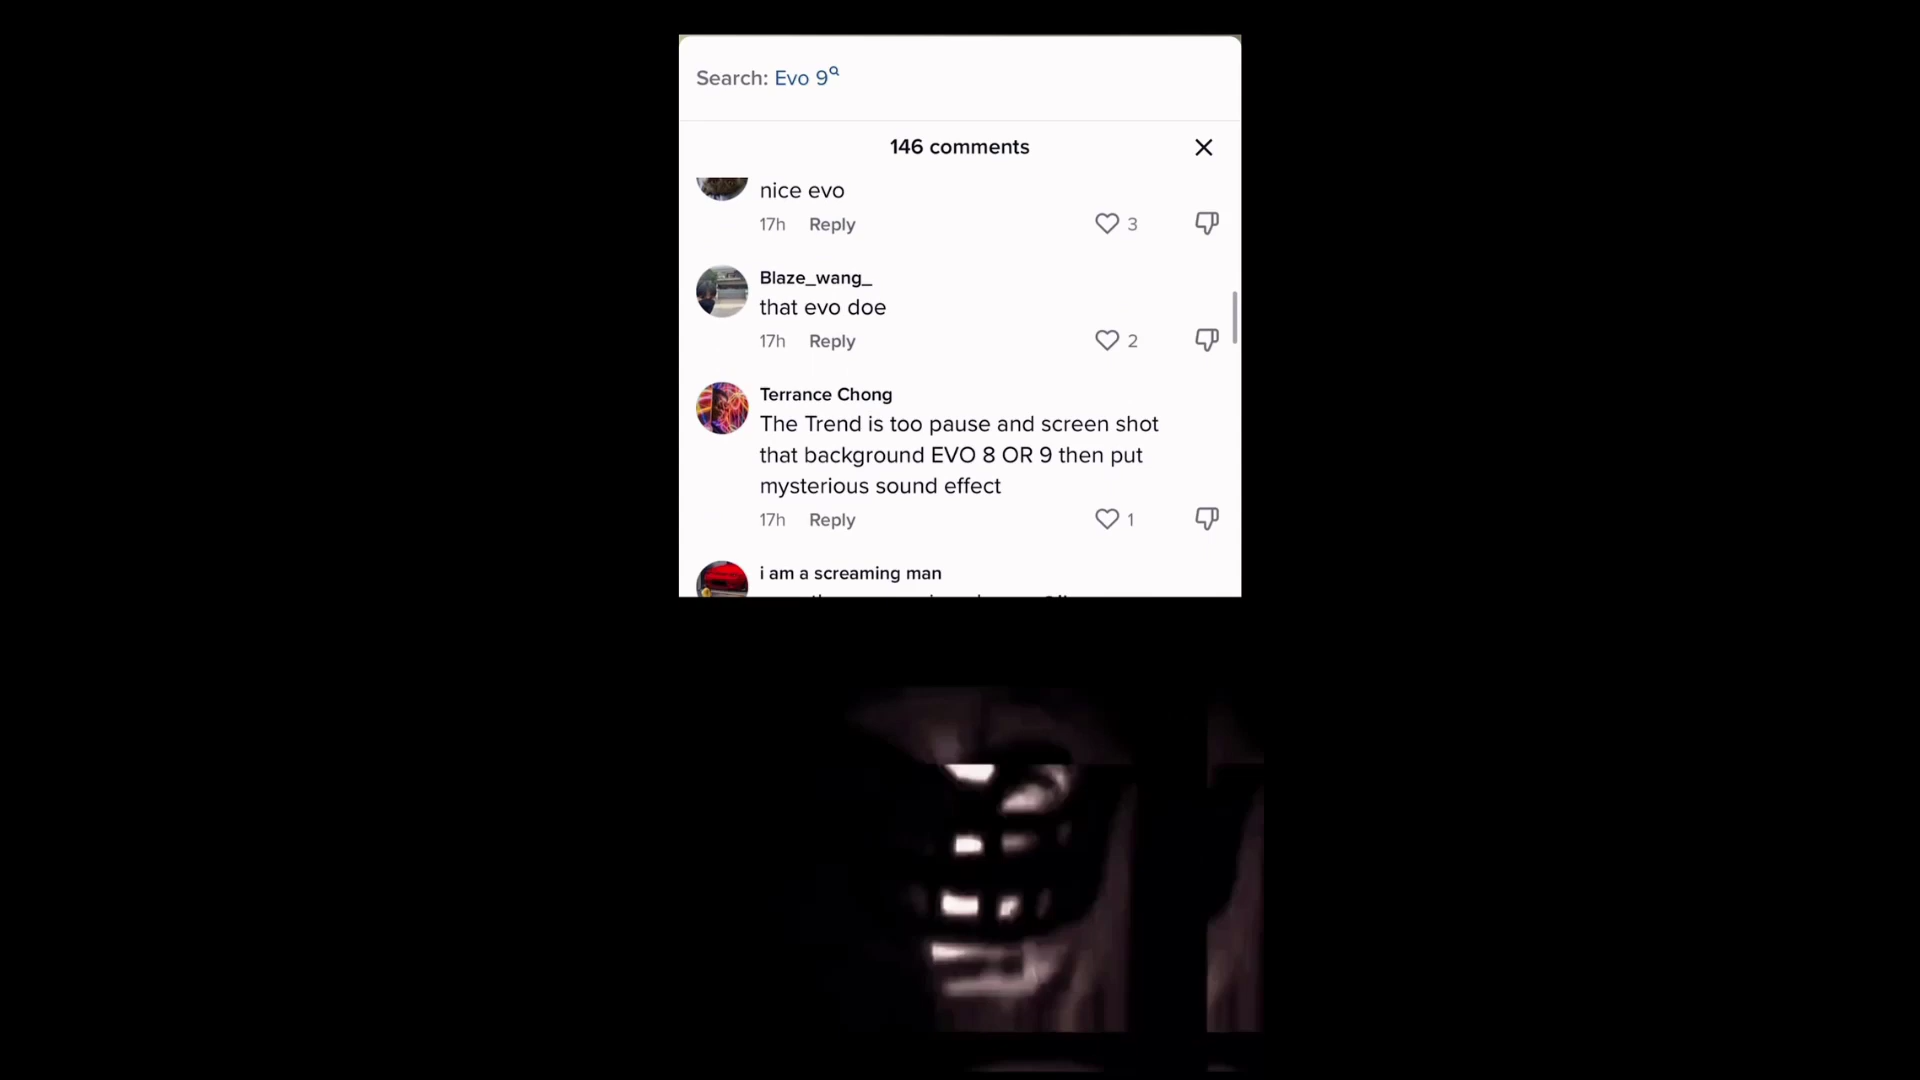 Search: Evo 9
146 comments
nice evo
17h Reply 3
Blaze_wang_
that evo doe
17h Reply 2
Terrance Chong
The Trend is too pause and screen shot
that background EVO 8 OR 9 then put
mysterious sound effect
17h Reply 1
i am a screaming man